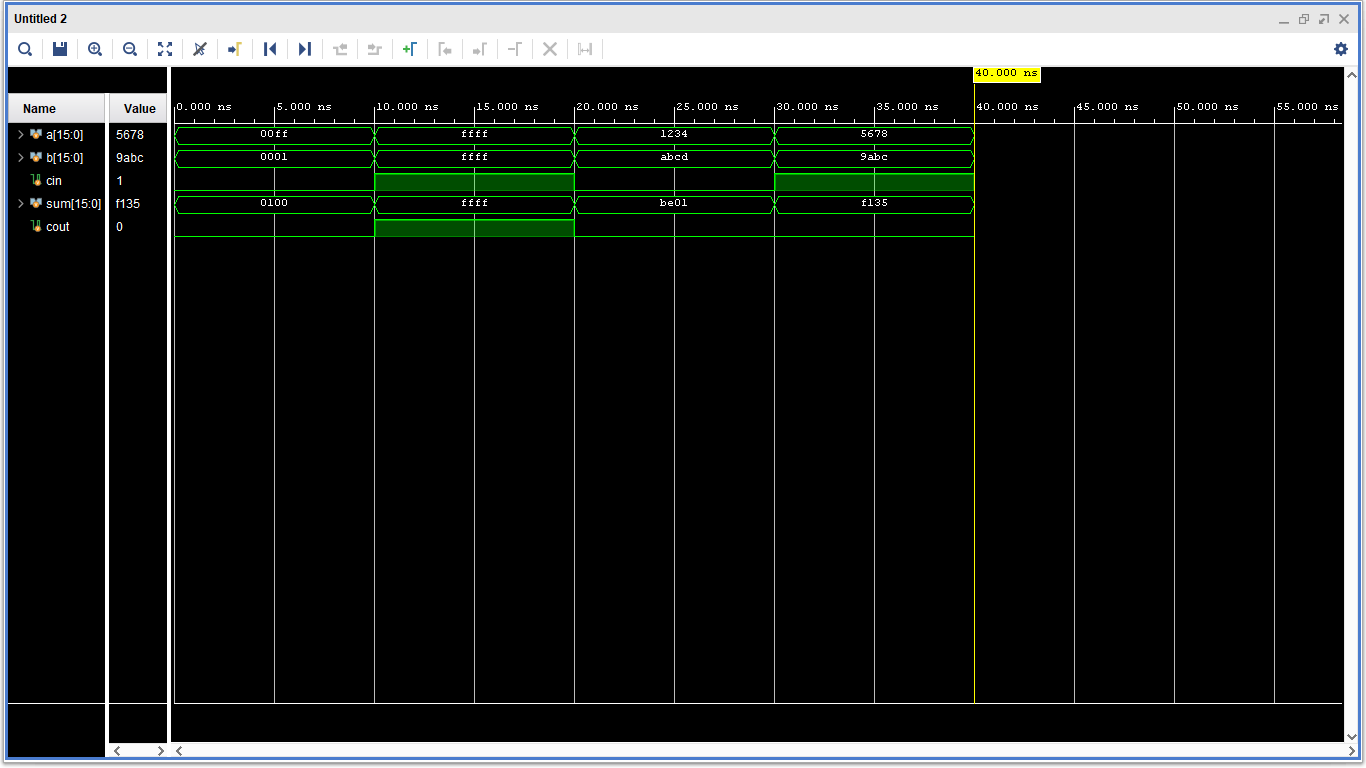 Untitled 2
40.000 ns
Name Value
0.000 ns 5.000 ns 10.000 ns 15.000 ns 20.000 ns 25.000 ns 30.000 ns 35.000 ns 40.000 ns 45.000 ns 50.000 ns 55.000 ns
a[15:0] 5678 00ff ffff 1234 5678
b[15:0] 9abc 0001 ffff abcd 9abc
cin 1
sum[15:0] f135 0100 ffff be01 f135
cout 0